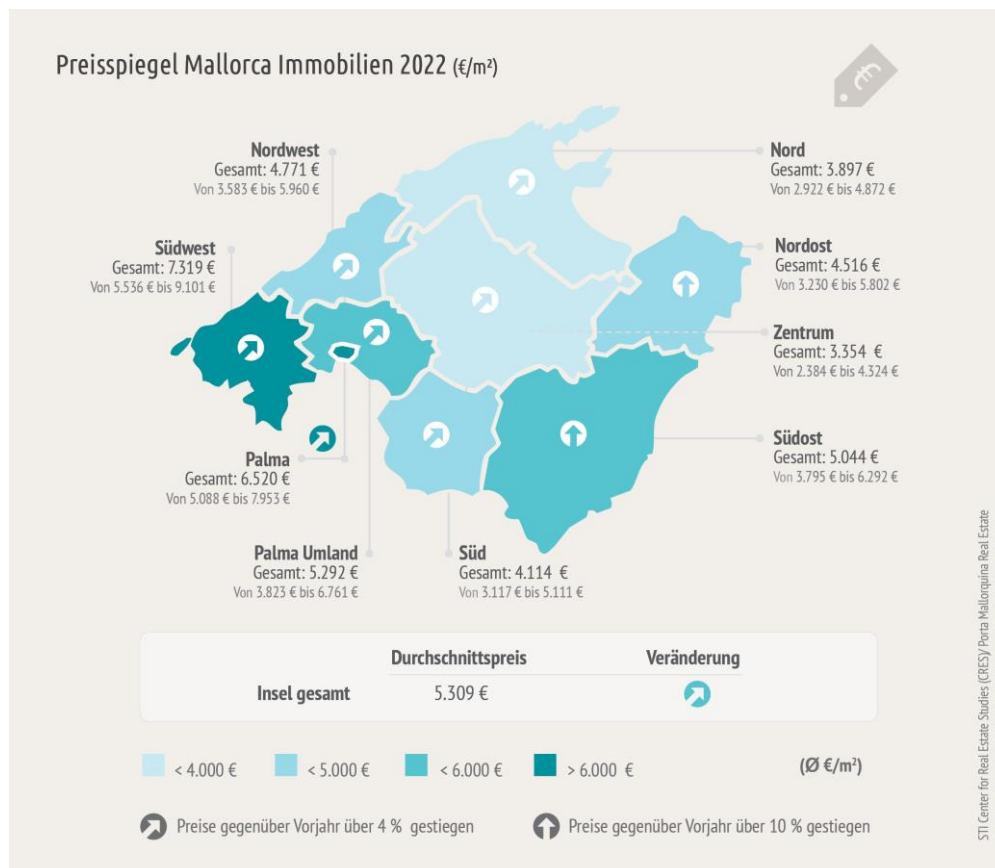 Preisspiegel Mallorca Immobilien 2022 (€/m²)
€
Nordwest
Gesamt: 4.771 €
Von 3.583 € bis 5.960 €
Nord
Gesamt: 3.897 €
Von 2.922 € bis 4.872 €
Südwest
Gesamt: 7.319 €
Von 5.536 € bis 9.101 €
Nordost
Gesamt: 4.516 €
Von 3.230 € bis 5.802 €
Zentrum
Gesamt: 3.354 €
Von 2.384 € bis 4.324 €
Palma
Gesamt: 6.520 €
Von 5.088 € bis 7.953 €
Südost
Gesamt: 5.044 €
Von 3.795 € bis 6.292 €
Palma Umland
Gesamt: 5.292 €
Von 3.823 € bis 6.761 €
Süd
Gesamt: 4.114 €
Von 3.117 € bis 5.111 €
Durchschnittspreis Veränderung
Insel gesamt 5.309 €
< 4.000 € < 5.000 € < 6.000 € > 6.000 € (Ø €/m²)
Preise gegenüber Vorjahr über 4 % gestiegen Preise gegenüber Vorjahr über 10 % gestiegen
STI Center for Real Estate Studies (CRES)/ Porta Mallorquina Real Estate